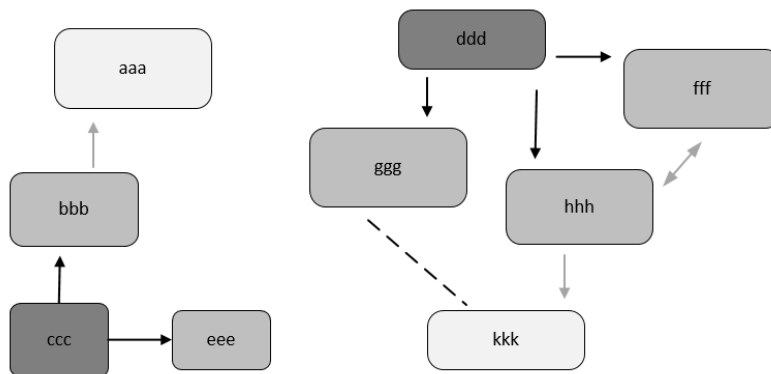 aaa
bbb
ccc
eee
ddd
fff
ggg
hhh
kkk